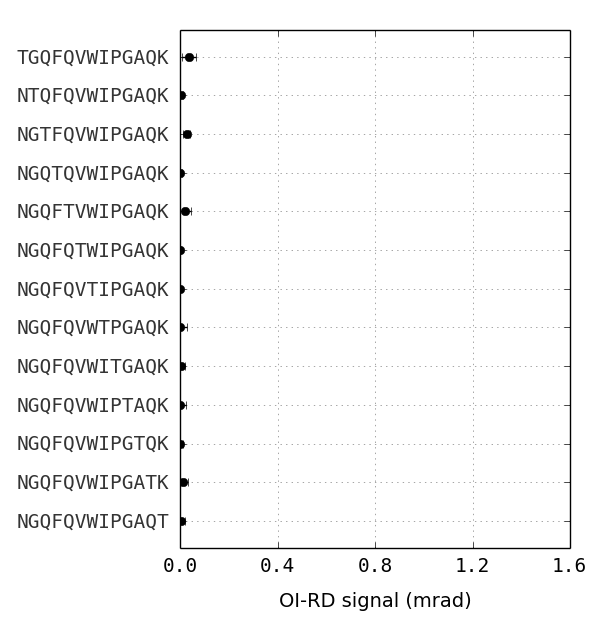 TGQFQVWIPGAQK
NTQFQVWIPGAQK
NGTFQVWIPGAQK
NGQTQVWIPGAQK
NGQFTVWIPGAQK
NGQFQTWIPGAQK
NGQFQVTIPGAQK
NGQFQVWTPGAQK
NGQFQVWITGAQK
NGQFQVWIPTAQK
NGQFQVWIPGTQK
NGQFQVWIPGATK
NGQFQVWIPGAQT
0.0 0.4 0.8 1.2 1.6
OI-RD signal (mrad)